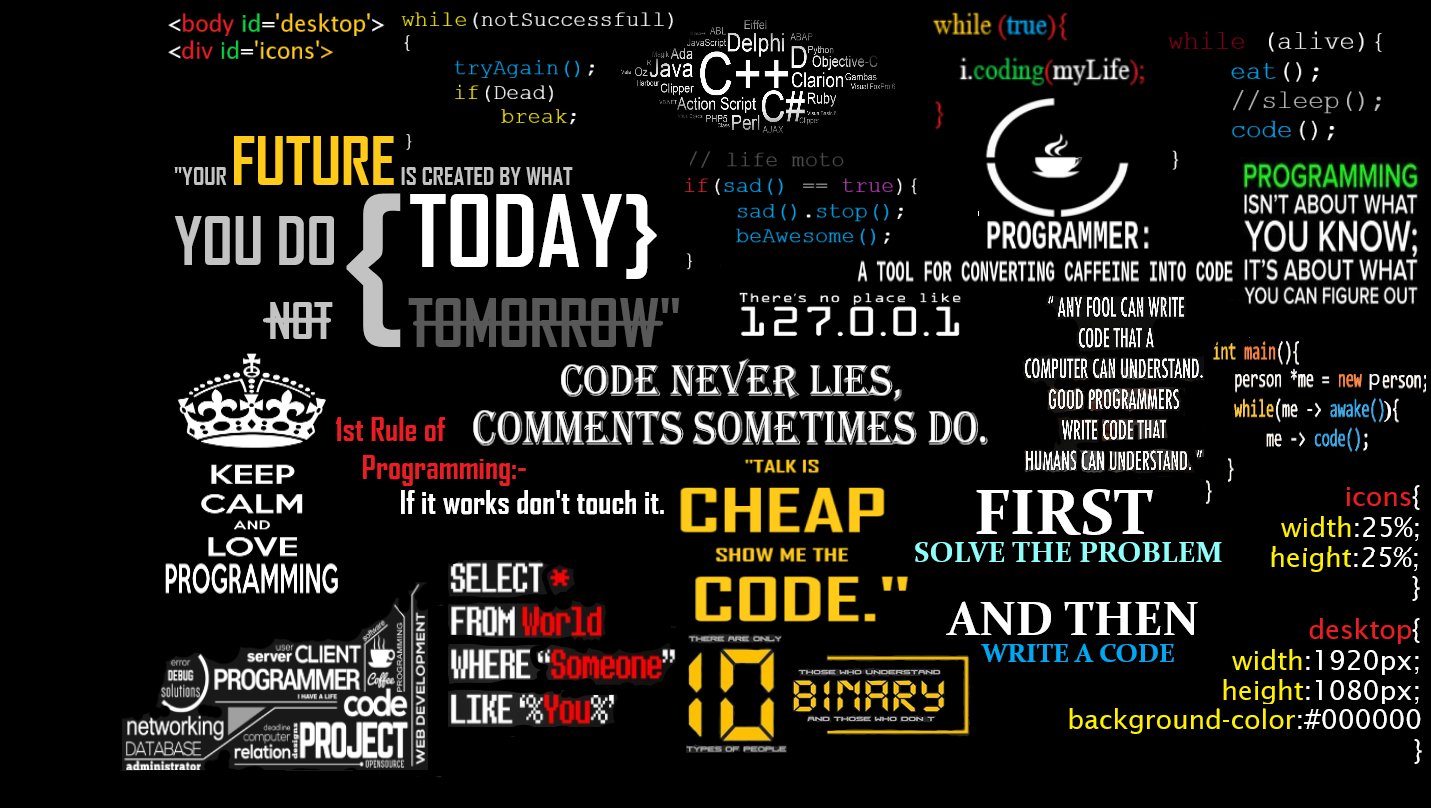 <body id='desktop'>
<div id='icons'>
while(notSuccessfull)
{
tryAgain();
if(Dead)
break;
}
Eiffel
ABL
JavaScript
Delphi
ABAP
Ada
D
Python
Objective-C
R
Oz
Java
C++
Clarion
Gambas
Harbour
Clipper
Visual FoxPro 6
VB.NET
Action Script
C#
Ruby
PHP5
Perl
Visual Basic 6
Clipper
AJAX
while (true){
i.coding(myLife);
}
while (alive){
eat();
//sleep();
code();
}
"YOUR FUTURE IS CREATED BY WHAT
YOU DO {TODAY}
NOT TOMORROW"
// life moto
if(sad() == true){
sad().stop();
beAwesome();
}
PROGRAMMER:
A TOOL FOR CONVERTING CAFFEINE INTO CODE
PROGRAMMING
ISN'T ABOUT WHAT
YOU KNOW;
IT'S ABOUT WHAT
YOU CAN FIGURE OUT
There's no place like
127.0.0.1
“ ANY FOOL CAN WRITE
CODE THAT A
COMPUTER CAN UNDERSTAND.
GOOD PROGRAMMERS
WRITE CODE THAT
HUMANS CAN UNDERSTAND. ”
int main(){
person *me = new person;
while(me -> awake()){
me -> code();
}
}
KEEP
CALM
AND
LOVE
PROGRAMMING
1st Rule of
Programming:-
If it works don't touch it.
CODE NEVER LIES,
COMMENTS SOMETIMES DO.
"TALK IS
CHEAP
SHOW ME THE
CODE."
FIRST
SOLVE THE PROBLEM
AND THEN
WRITE A CODE
icons{
width:25%;
height:25%;
}
desktop{
width:1920px;
height:1080px;
background-color:#000000
}
SELECT *
FROM World
WHERE “Someone”
LIKE ‘%You%’
THERE ARE ONLY
10
TYPES OF PEOPLE
THOSE WHO UNDERSTAND
BINARY
AND THOSE WHO DON'T
error
DEBUG
solutions
user
server CLIENT
PROGRAMMER
I HAVE A LIFE
software
Coffee
PROGRAMMING
WEB DEVELOPMENT
code
networking
DATABASE
administrator
deadline
computer
relation
designs
PROJECT
OPENSOURCE